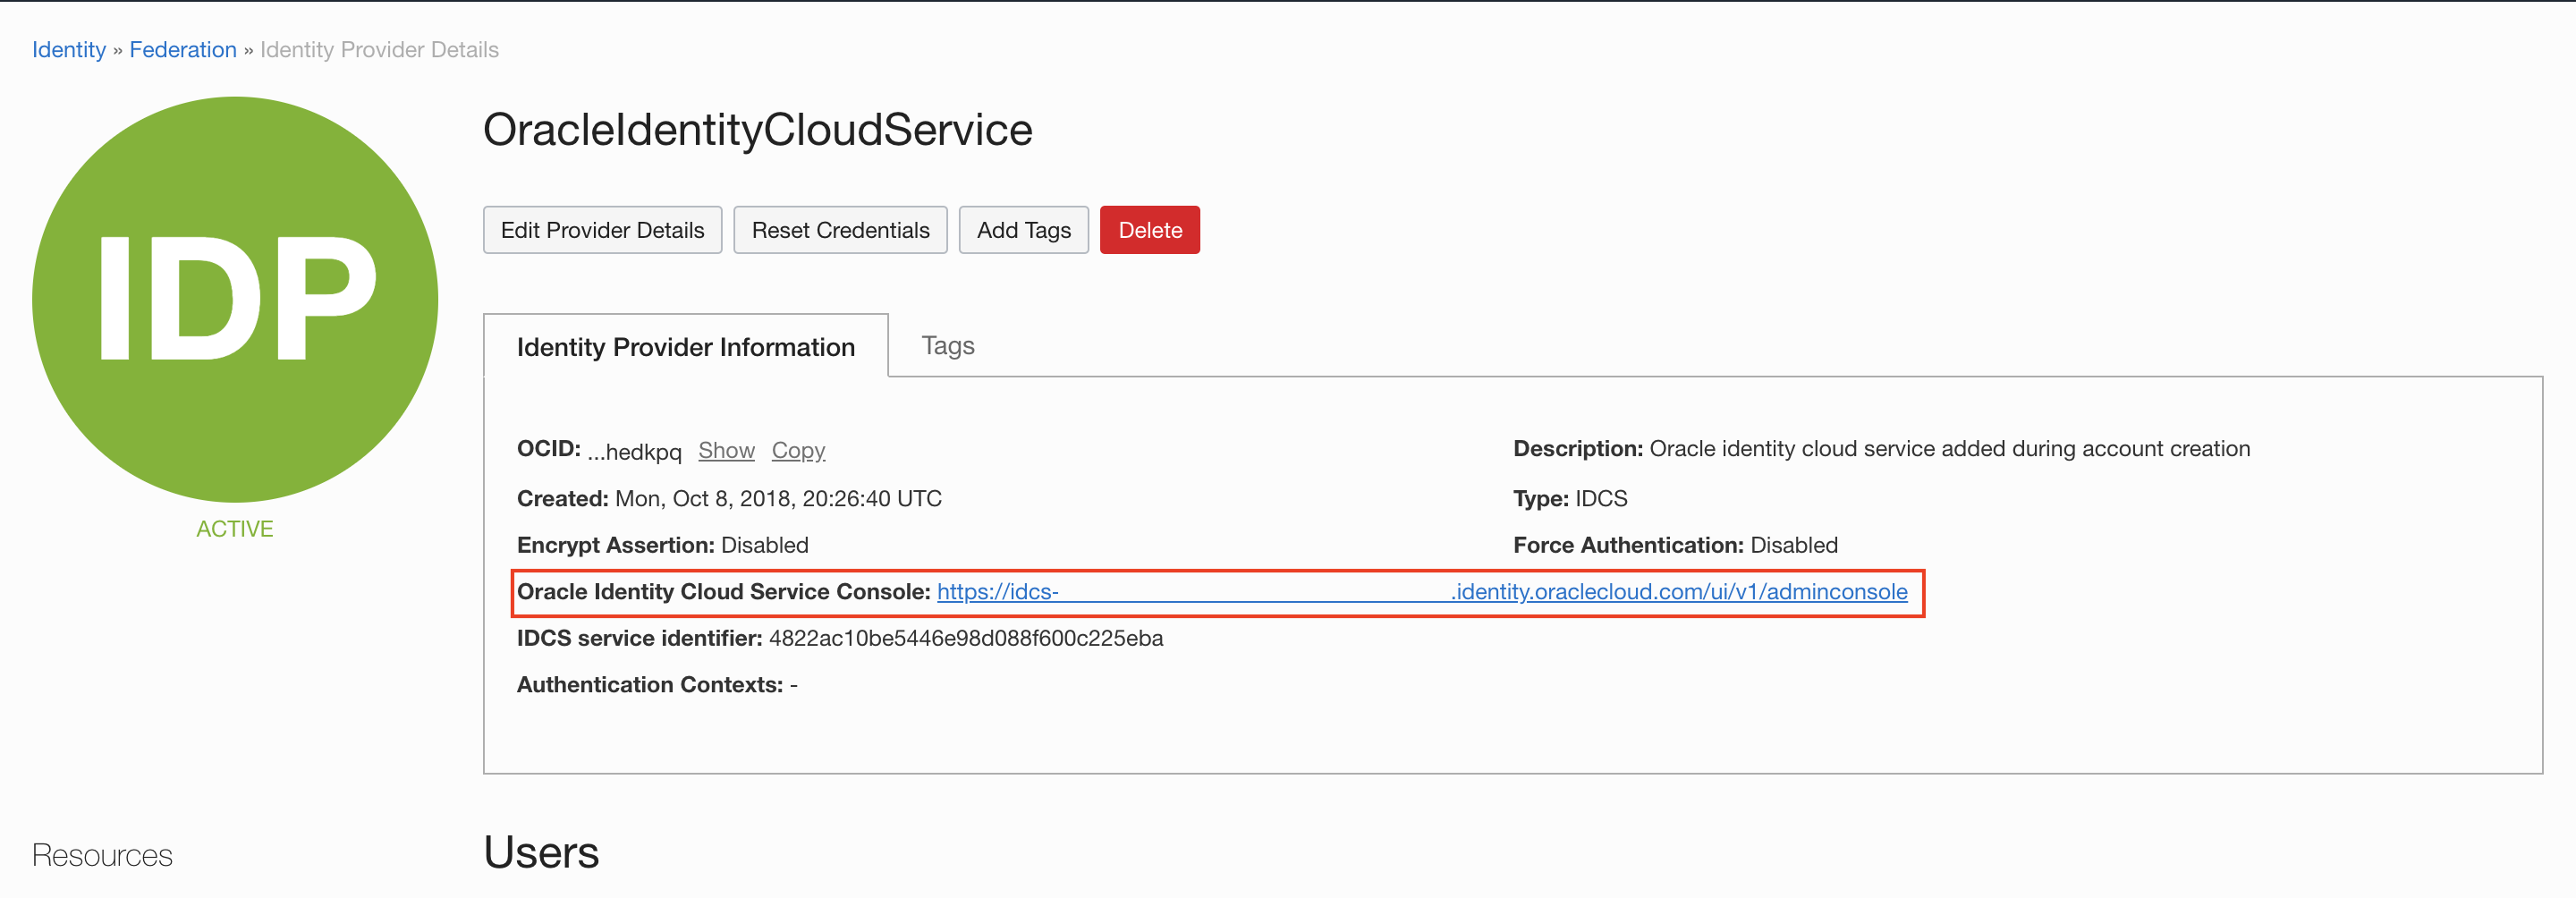 Identity » Federation » Identity Provider Details
IDP
ACTIVE
OracleIdentityCloudService
Edit Provider Details Reset Credentials Add Tags Delete
Identity Provider Information Tags
OCID: ...hedkpq Show Copy
Description: Oracle identity cloud service added during account creation
Created: Mon, Oct 8, 2018, 20:26:40 UTC
Type: IDCS
Encrypt Assertion: Disabled
Force Authentication: Disabled
Oracle Identity Cloud Service Console: https://idcs- .identity.oraclecloud.com/ui/v1/adminconsole
IDCS service identifier: 4822ac10be5446e98d088f600c225eba
Authentication Contexts: -
Resources
Users